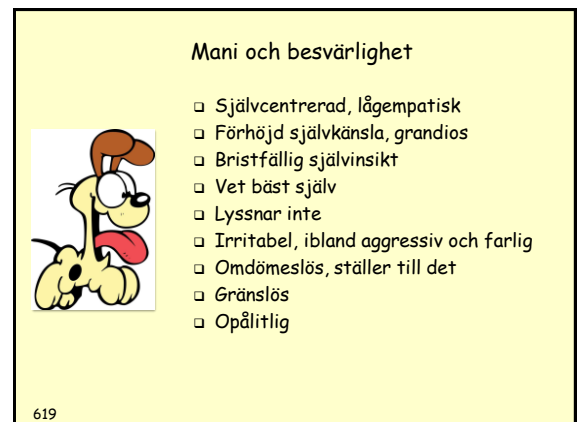 Mani och besvärlighet
❑ Självcentrerad, lågempatisk
❑ Förhöjd självkänsla, grandios
❑ Bristfällig självinsikt
❑ Vet bäst själv
❑ Lyssnar inte
❑ Irritabel, ibland aggressiv och farlig
❑ Omdömeslös, ställer till det
❑ Gränslös
❑ Opålitlig
619